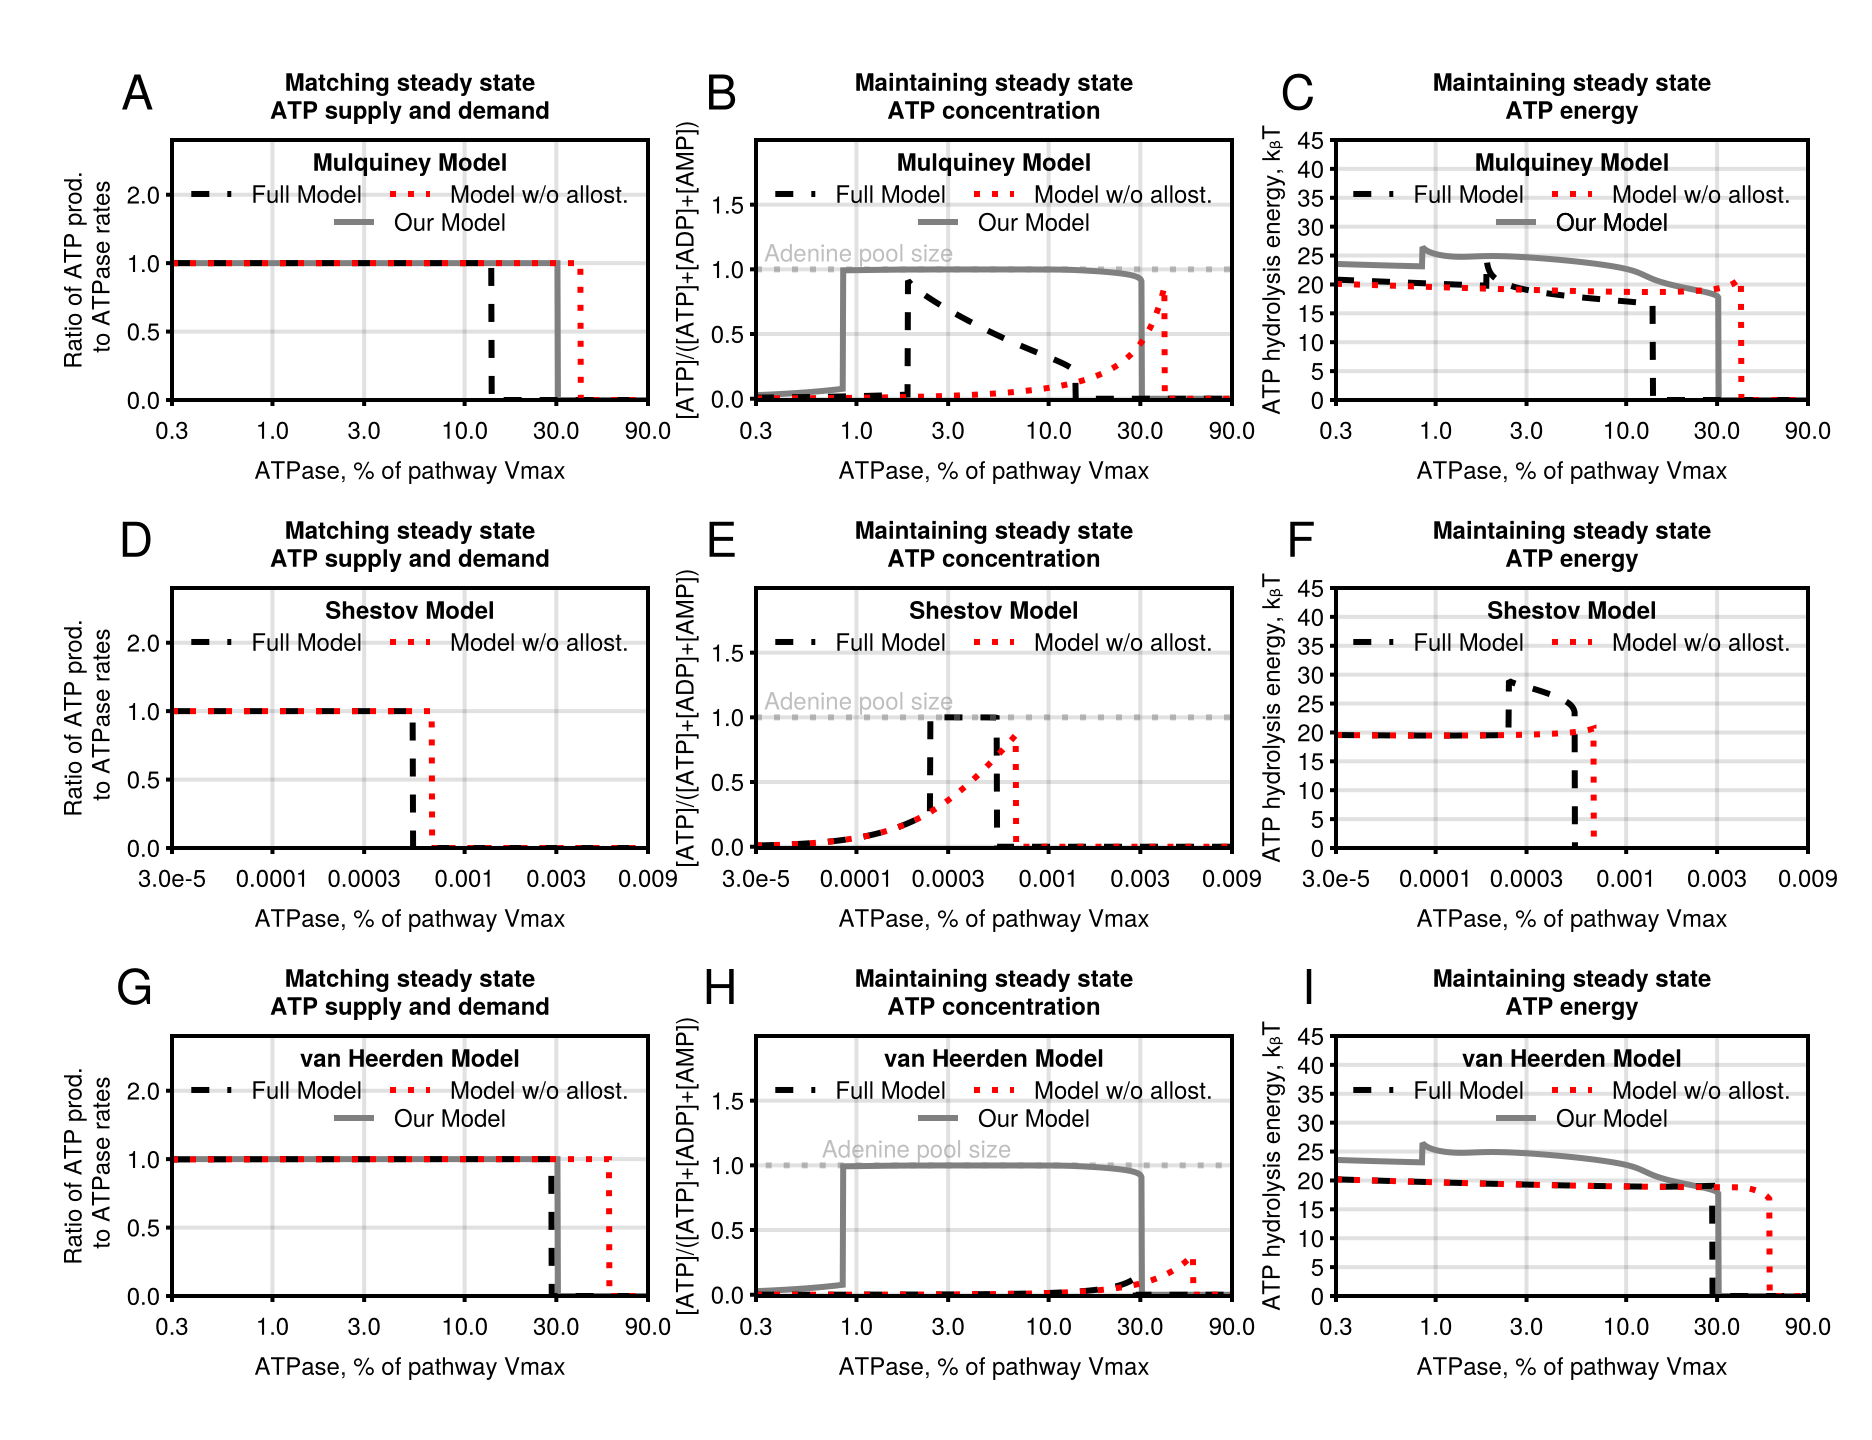 A
Matching steady state
ATP supply and demand
Ratio of ATP prod.
to ATPase rates
Mulquiney Model
Full Model
Model w/o allost.
Our Model
2.0
1.0
0.5
0.0
0.3 1.0 3.0 10.0 30.0 90.0
ATPase, % of pathway Vmax
B
Maintaining steady state
ATP concentration
[ATP]/([ATP]+[ADP]+[AMP])
Mulquiney Model
Full Model
Model w/o allost.
Our Model
Adenine pool size
1.5
1.0
0.5
0.0
0.3 1.0 3.0 10.0 30.0 90.0
ATPase, % of pathway Vmax
C
Maintaining steady state
ATP energy
ATP hydrolysis energy, kᵦT
Mulquiney Model
Full Model
Model w/o allost.
Our Model
45
40
35
30
25
20
15
10
5
0
0.3 1.0 3.0 10.0 30.0 90.0
ATPase, % of pathway Vmax
D
Matching steady state
ATP supply and demand
Ratio of ATP prod.
to ATPase rates
Shestov Model
Full Model
Model w/o allost.
2.0
1.0
0.5
0.0
3.0e-5 0.0001 0.0003 0.001 0.003 0.009
ATPase, % of pathway Vmax
E
Maintaining steady state
ATP concentration
[ATP]/([ATP]+[ADP]+[AMP])
Shestov Model
Full Model
Model w/o allost.
Adenine pool size
1.5
1.0
0.5
0.0
3.0e-5 0.0001 0.0003 0.001 0.003 0.009
ATPase, % of pathway Vmax
F
Maintaining steady state
ATP energy
ATP hydrolysis energy, kᵦT
Shestov Model
Full Model
Model w/o allost.
45
40
35
30
25
20
15
10
5
0
3.0e-5 0.0001 0.0003 0.001 0.003 0.009
ATPase, % of pathway Vmax
G
Matching steady state
ATP supply and demand
Ratio of ATP prod.
to ATPase rates
van Heerden Model
Full Model
Model w/o allost.
Our Model
2.0
1.0
0.5
0.0
0.3 1.0 3.0 10.0 30.0 90.0
ATPase, % of pathway Vmax
H
Maintaining steady state
ATP concentration
[ATP]/([ATP]+[ADP]+[AMP])
van Heerden Model
Full Model
Model w/o allost.
Our Model
Adenine pool size
1.5
1.0
0.5
0.0
0.3 1.0 3.0 10.0 30.0 90.0
ATPase, % of pathway Vmax
I
Maintaining steady state
ATP energy
ATP hydrolysis energy, kᵦT
van Heerden Model
Full Model
Model w/o allost.
Our Model
45
40
35
30
25
20
15
10
5
0
0.3 1.0 3.0 10.0 30.0 90.0
ATPase, % of pathway Vmax